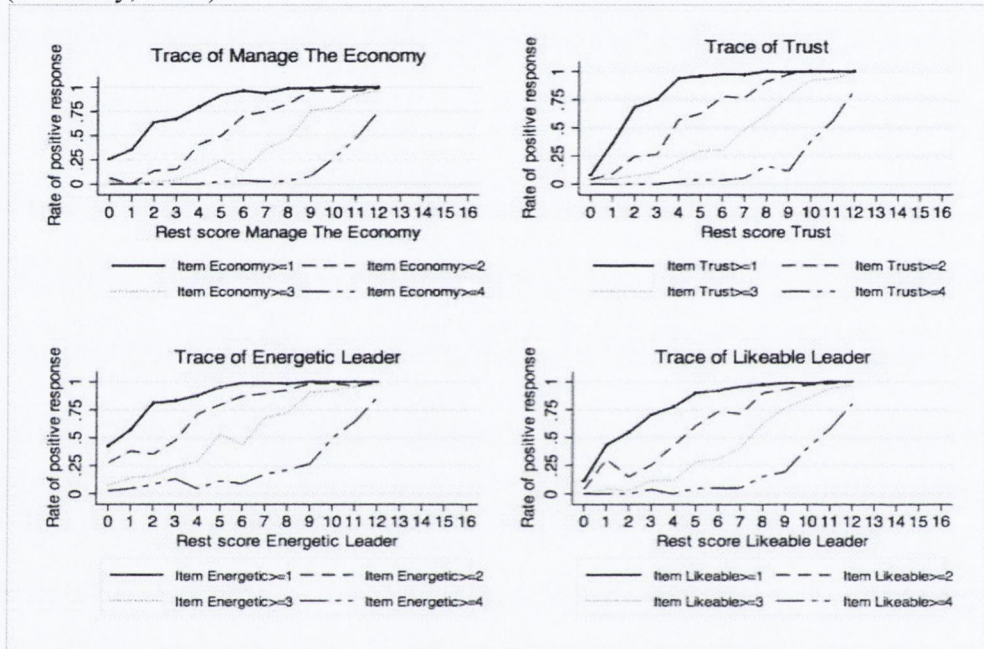 Trace of Manage The Economy
Rate of positive response
1
.75
.5
.25
0
0 1 2 3 4 5 6 7 8 9 10 11 12 13 14 15 16
Rest score Manage The Economy
Item Economy>=1
Item Economy>=2
Item Economy>=3
Item Economy>=4
Trace of Trust
Rate of positive response
1
.75
.5
.25
0
0 1 2 3 4 5 6 7 8 9 10 11 12 13 14 15 16
Rest score Trust
Item Trust>=1
Item Trust>=2
Item Trust>=3
Item Trust>=4
Trace of Energetic Leader
Rate of positive response
1
.75
.5
.25
0
0 1 2 3 4 5 6 7 8 9 10 11 12 13 14 15 16
Rest score Energetic Leader
Item Energetic>=1
Item Energetic>=2
Item Energetic>=3
Item Energetic>=4
Trace of Likeable Leader
Rate of positive response
1
.75
.5
.25
0
0 1 2 3 4 5 6 7 8 9 10 11 12 13 14 15 16
Rest score Likeable Leader
Item Likeable>=1
Item Likeable>=2
Item Likeable>=3
Item Likeable>=4